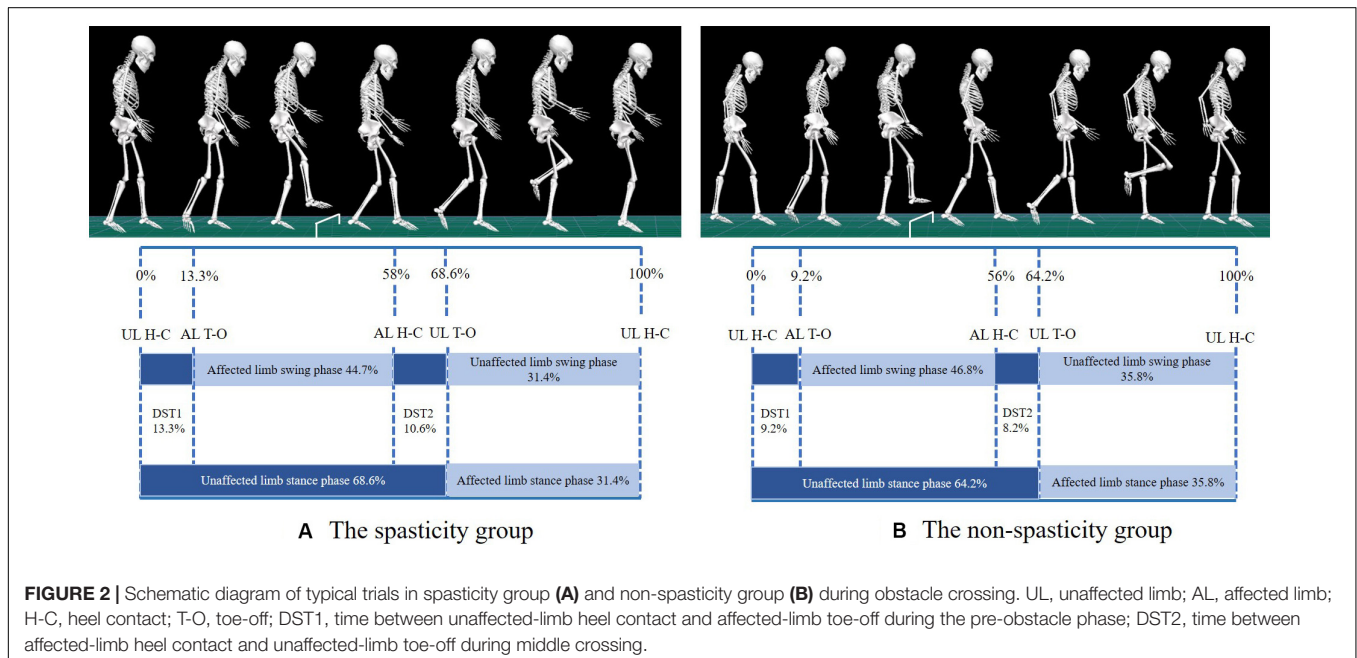 0% 13.3% 58% 68.6% 100%
UL H-C AL T-O AL H-C UL T-O UL H-C
Affected limb swing phase 44.7%
Unaffected limb swing phase
31.4%
DST1
13.3%
DST2
10.6%
Unaffected limb stance phase 68.6% Affected limb stance phase 31.4%
A The spasticity group
0% 9.2% 56% 64.2% 100%
UL H-C AL T-O AL H-C UL T-O UL H-C
Affected limb swing phase 46.8%
Unaffected limb swing phase
35.8%
DST1
9.2%
DST2
8.2%
Unaffected limb stance phase 64.2% Affected limb stance phase 35.8%
B The non-spasticity group
FIGURE 2 | Schematic diagram of typical trials in spasticity group (A) and non-spasticity group (B) during obstacle crossing. UL, unaffected limb; AL, affected limb;
H-C, heel contact; T-O, toe-off; DST1, time between unaffected-limb heel contact and affected-limb toe-off during the pre-obstacle phase; DST2, time between
affected-limb heel contact and unaffected-limb toe-off during middle crossing.